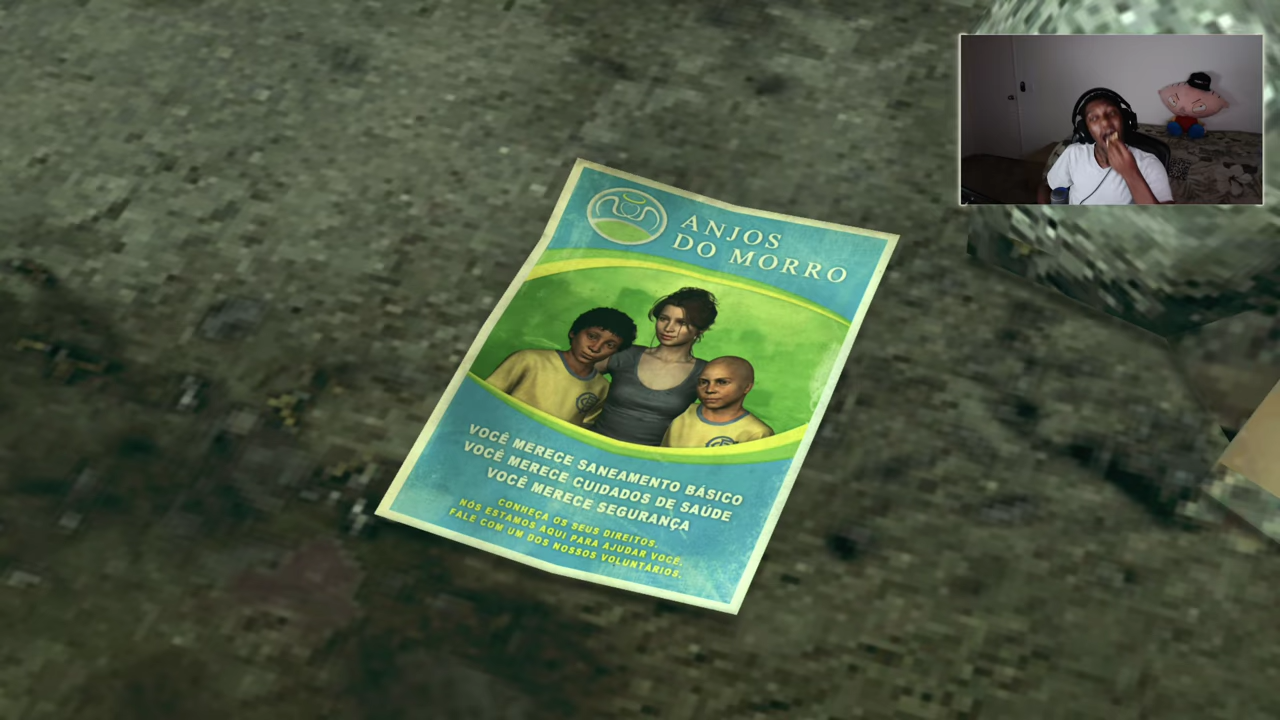 ANJOS
DO MORRO
VOCÊ MERECE SANEAMENTO BÁSICO
VOCÊ MERECE CUIDADOS DE SAÚDE
VOCÊ MERECE SEGURANÇA
CONHEÇA OS SEUS DIREITOS.
NÓS ESTAMOS AQUI PARA AJUDAR VOCÊ.
FALE COM UM DOS NOSSOS VOLUNTÁRIOS.